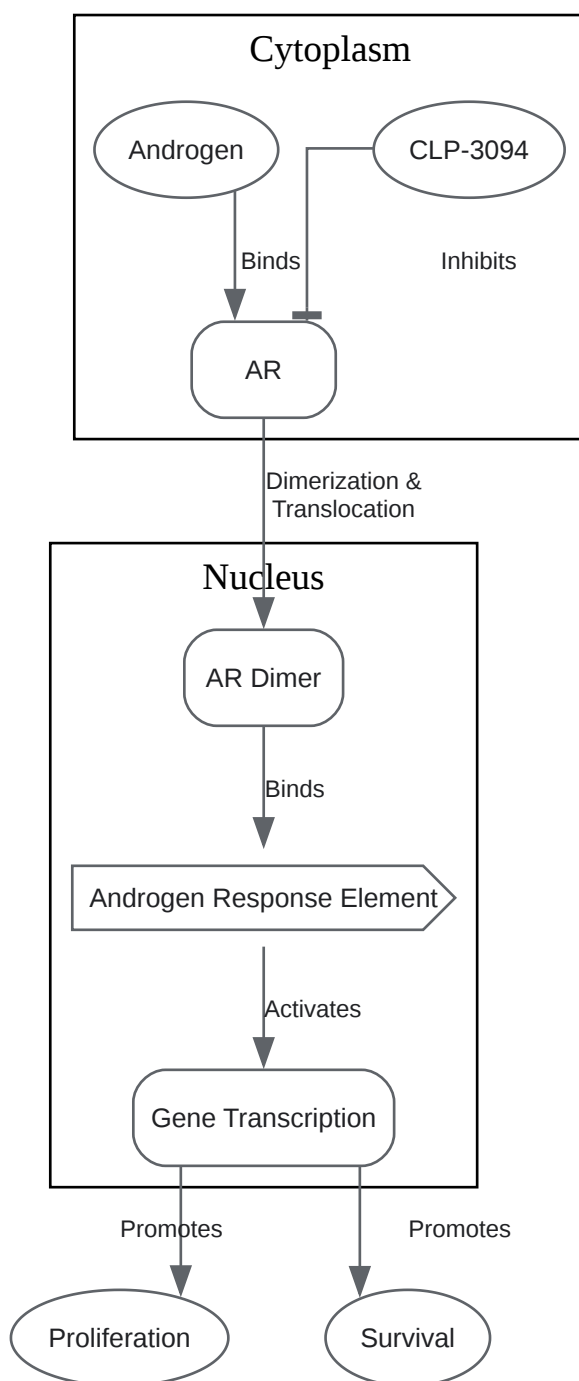 Cytoplasm
Androgen
CLP-3094
Binds
Inhibits
AR
Dimerization &
Translocation
Nucleus
AR Dimer
Binds
Androgen Response Element
Activates
Gene Transcription
Promotes
Promotes
Proliferation
Survival